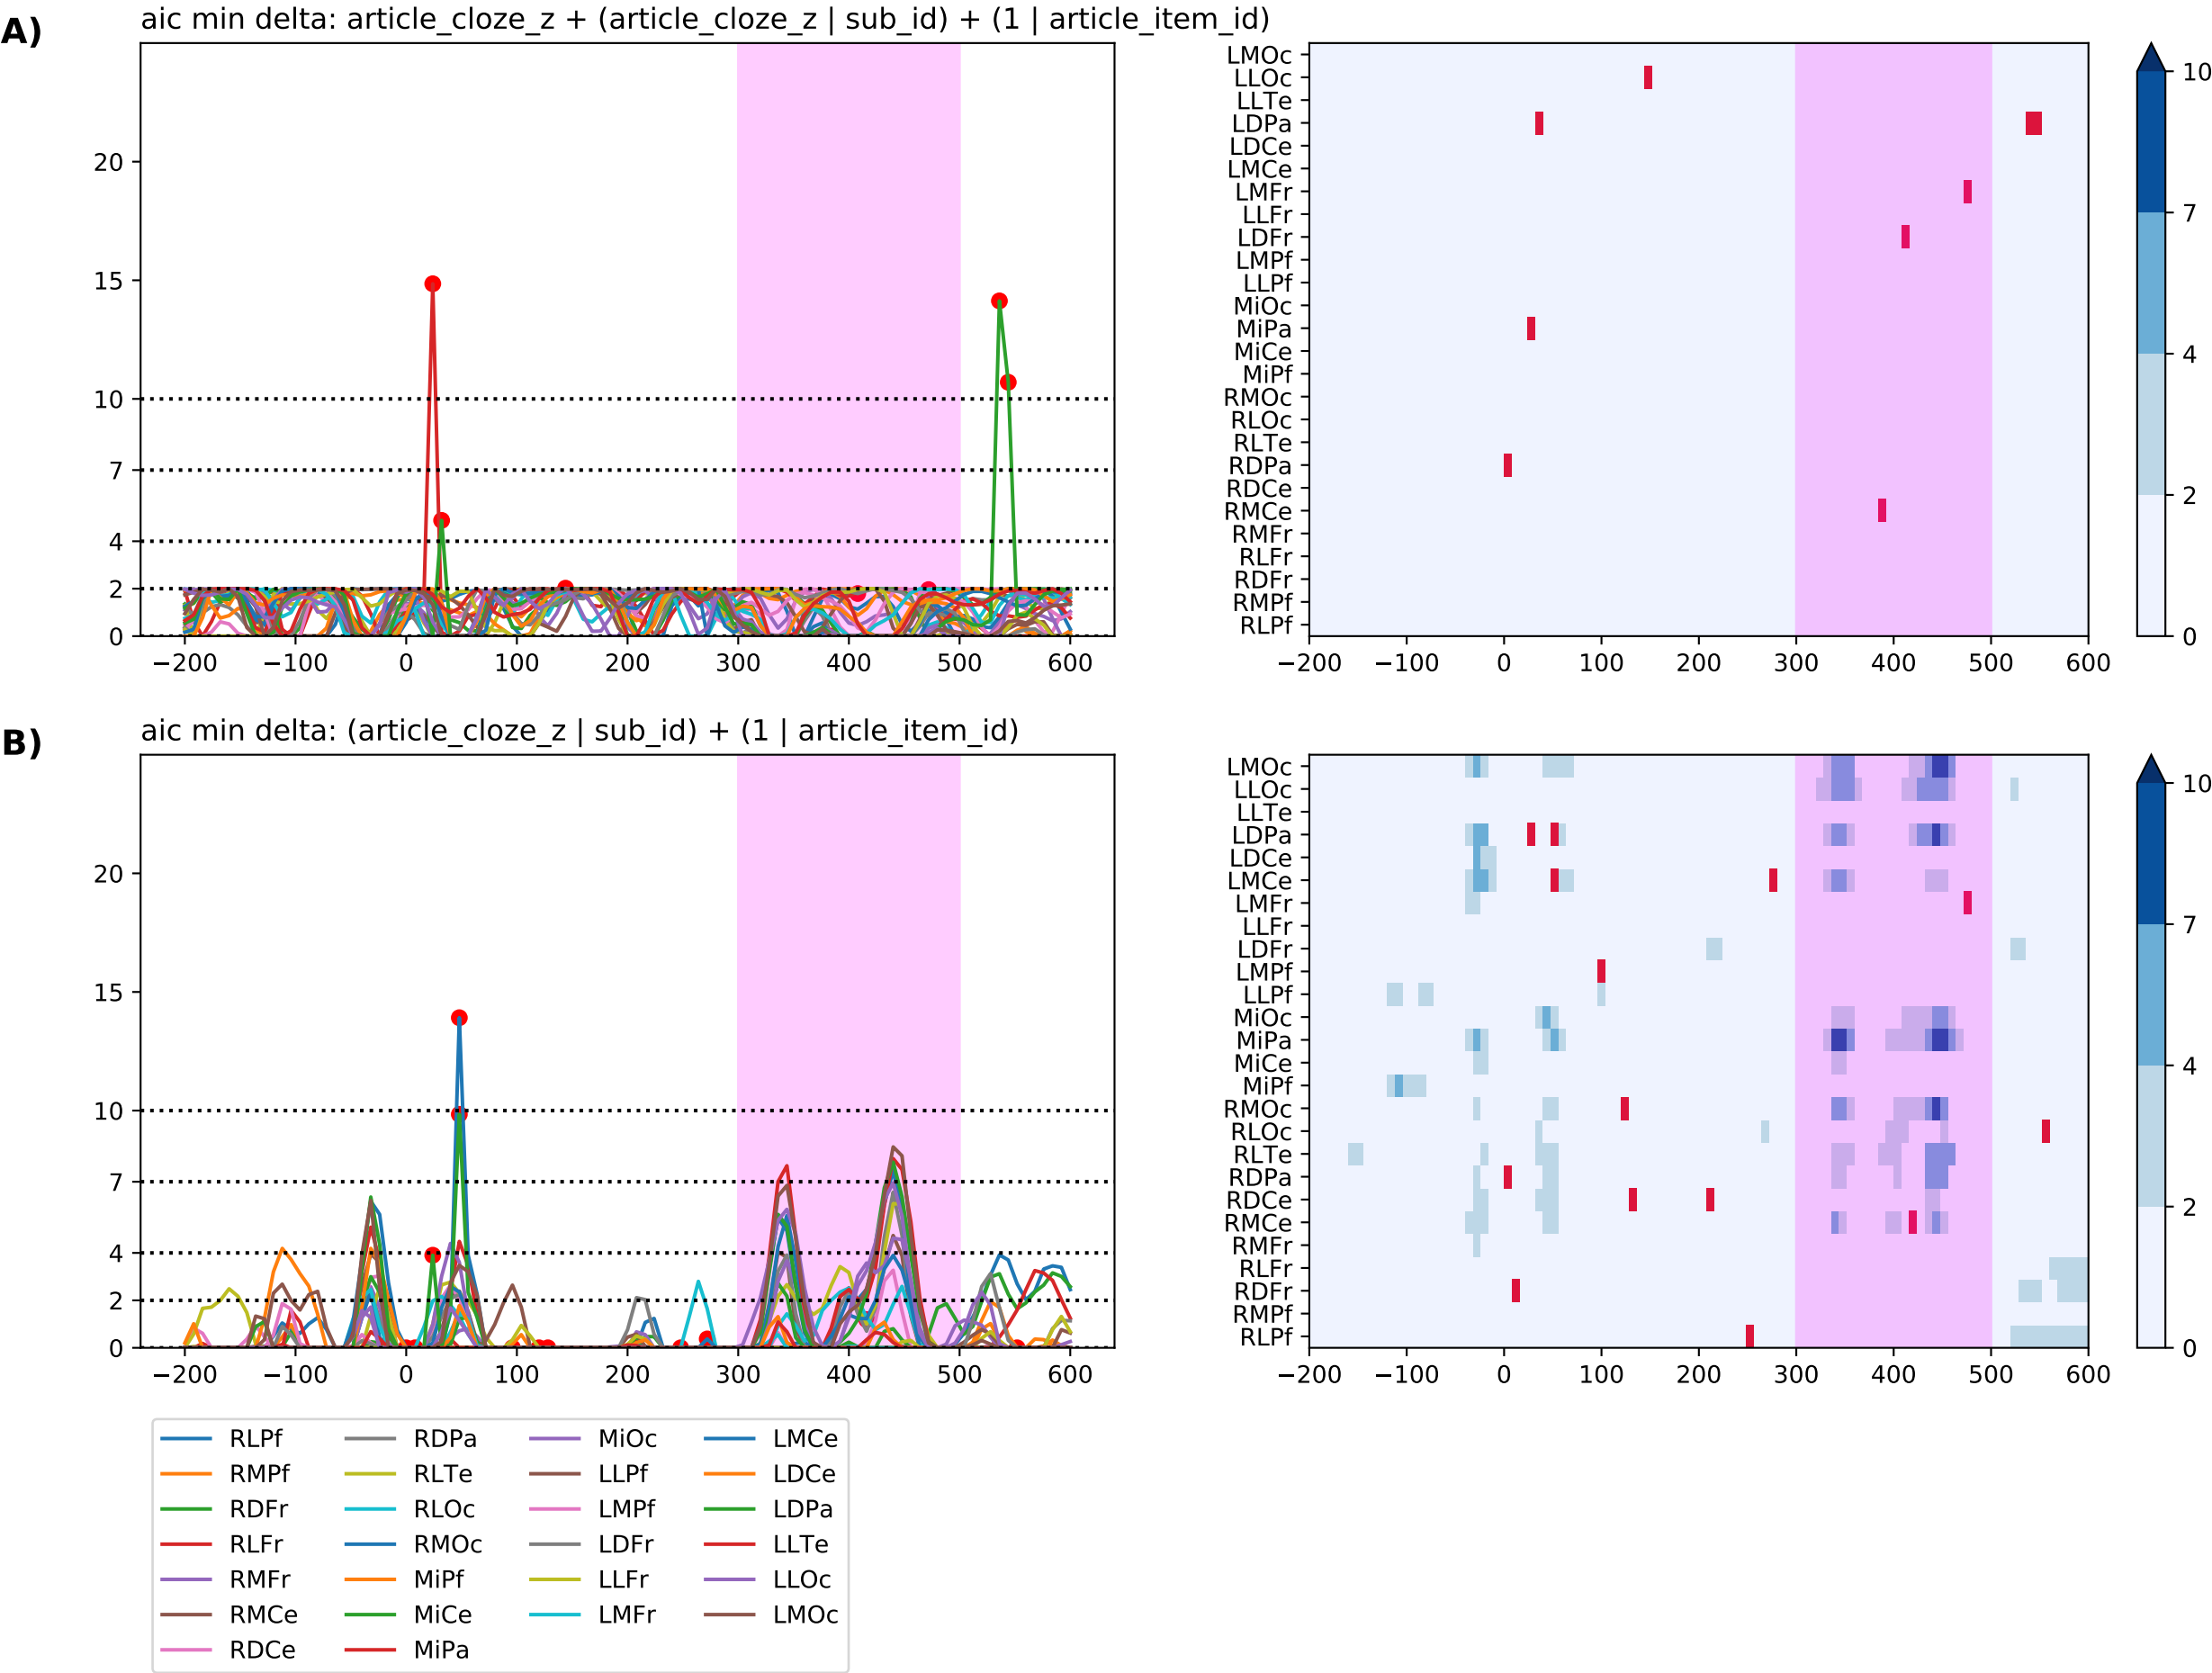 A)
aic min delta: article_cloze_z + (article_cloze_z | sub_id) + (1 | article_item_id)
20
15
10
7
4
2
0
−200 −100 0 100 200 300 400 500 600
LMOc
LLOc
LLTe
LDPa
LDCe
LMCe
LMFr
LLFr
LDFr
LMPf
LLPf
MiOc
MiPa
MiCe
MiPf
RMOc
RLOc
RLTe
RDPa
RDCe
RMCe
RMFr
RLFr
RDFr
RMPf
RLPf
−200 −100 0 100 200 300 400 500 600
10
7
4
2
0
B)
aic min delta: (article_cloze_z | sub_id) + (1 | article_item_id)
20
15
10
7
4
2
0
−200 −100 0 100 200 300 400 500 600
LMOc
LLOc
LLTe
LDPa
LDCe
LMCe
LMFr
LLFr
LDFr
LMPf
LLPf
MiOc
MiPa
MiCe
MiPf
RMOc
RLOc
RLTe
RDPa
RDCe
RMCe
RMFr
RLFr
RDFr
RMPf
RLPf
−200 −100 0 100 200 300 400 500 600
10
7
4
2
0
RLPf RDPa MiOc LMCe
RMPf RLTe LLPf LDCe
RDFr RLOc LMPf LDPa
RLFr RMOc LDFr LLTe
RMFr MiPf LLFr LLOc
RMCe MiCe LMFr LMOc
RDCe MiPa